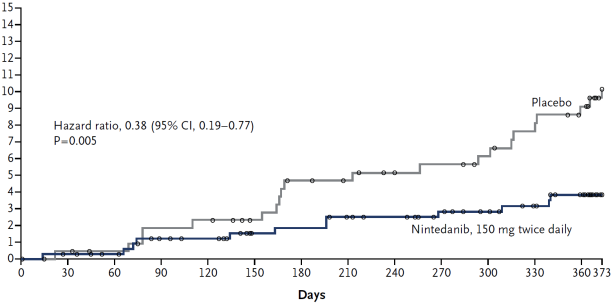 15
14
13
12
11
10
9
8
7
6
5
4
3
2
1
0
Placebo
Hazard ratio, 0.38 (95% CI, 0.19–0.77)
P=0.005
Nintedanib, 150 mg twice daily
0 30 60 90 120 150 180 210 240 270 300 330 360 373
Days